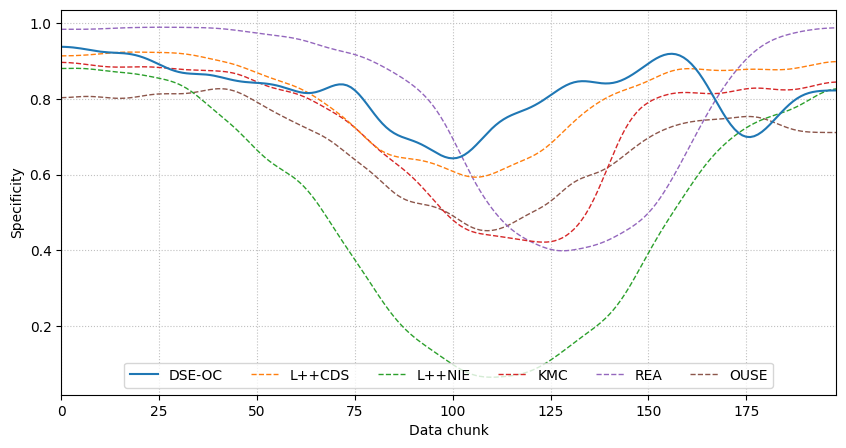 1.0
0.8
0.6
0.4
0.2
Specificity
DSE-OC L++CDS L++NIE KMC REA OUSE
0 25 50 75 100 125 150 175
Data chunk